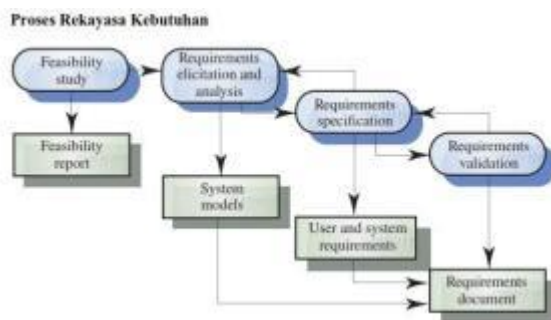 Proses Rekayasa Kebutuhan
Feasibility
study
Requirements
elicitation and
analysis
Requirements
specification
Requirements
validation
Feasibility
report
System
models
User and system
requirements
Requirements
document